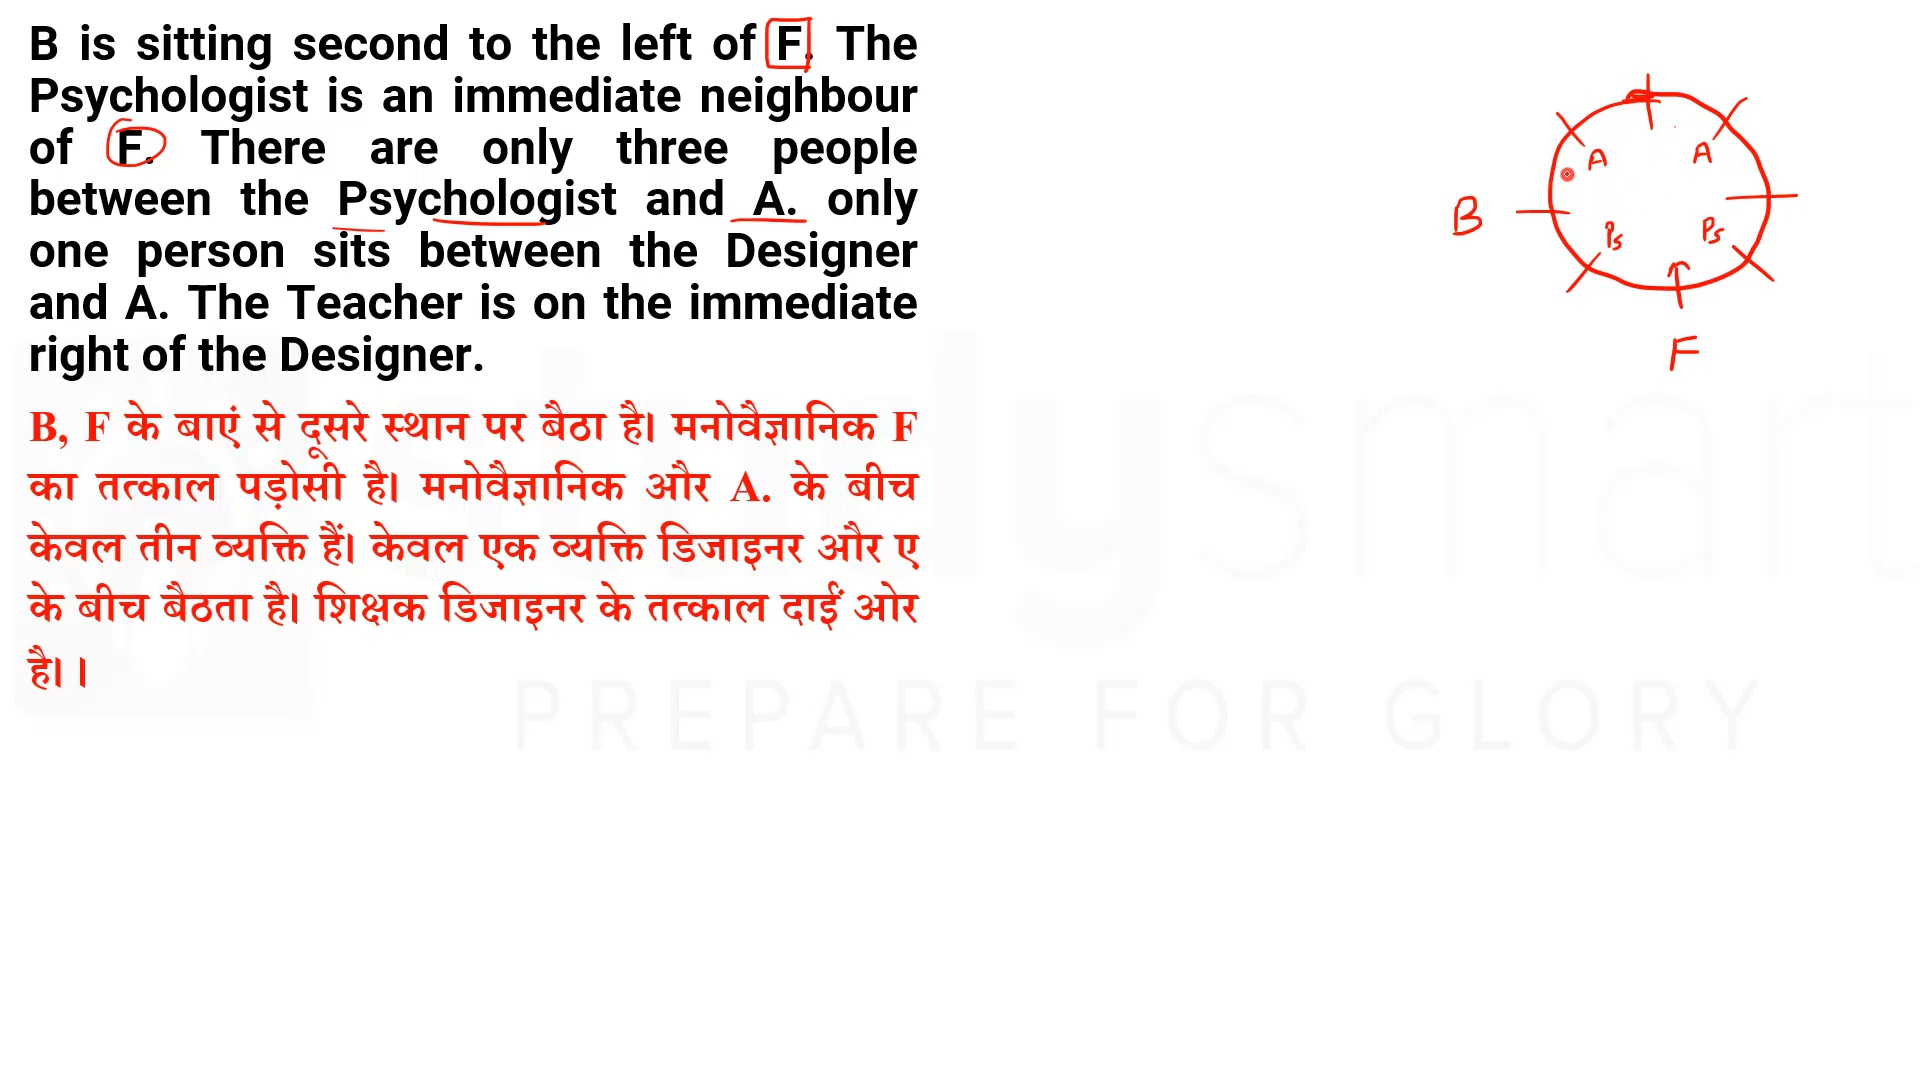 B is sitting second to the left of F. The
Psychologist is an immediate neighbour
of F. There are only three people
between the Psychologist and A. only
one person sits between the Designer
and A. The Teacher is on the immediate
right of the Designer.
B, F के बाएं से दूसरे स्थान पर बैठा है। मनोवैज्ञानिक F
का तत्काल पड़ोसी है। मनोवैज्ञानिक और A. के बीच
केवल तीन व्यक्ति हैं। केवल एक व्यक्ति डिजाइनर और ए
के बीच बैठता है। शिक्षक डिजाइनर के तत्काल दाईं ओर
है।।
A A
B
Ps Ps
F
studysmart
PREPARE FOR GLORY